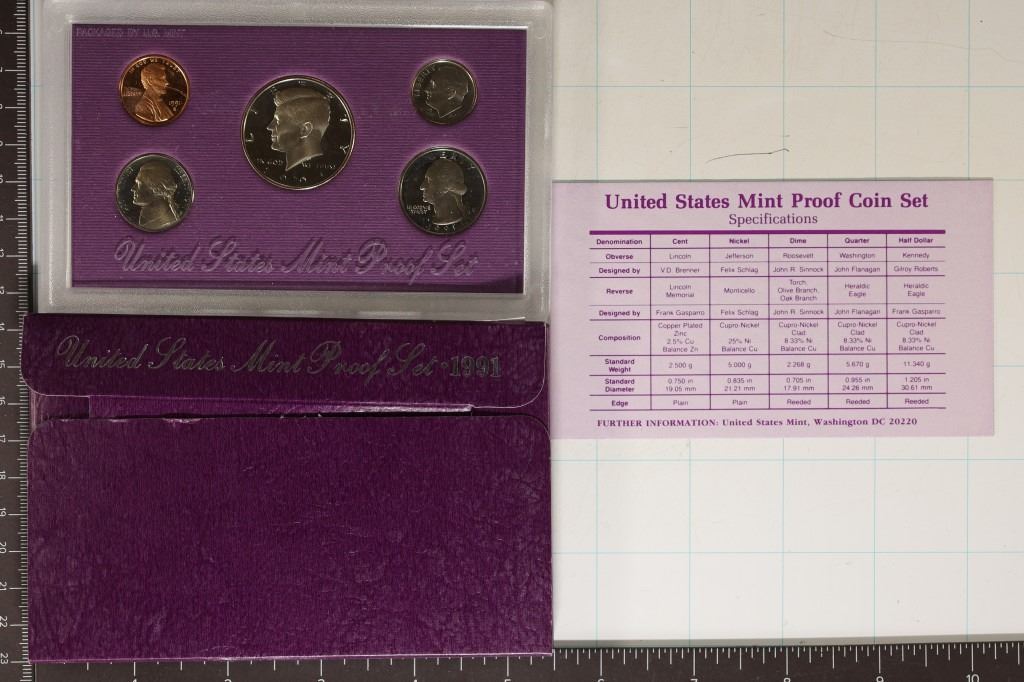 PACKAGED BY U.S. MINT
United States Mint Proof Set
United States Mint Proof Set · 1991
United States Mint Proof Coin Set
Specifications
Denomination Cent Nickel Dime Quarter Half Dollar
Obverse Lincoln Jefferson Roosevelt Washington Kennedy
Designed by V.D. Brenner Felix Schlag John R. Sinnock John Flanagan Gilroy Roberts
Reverse Lincoln Memorial Monticello Torch, Olive Branch, Oak Branch Heraldic Eagle Heraldic Eagle
Designed by Frank Gasparro Felix Schlag John R. Sinnock John Flanagan Frank Gasparro
Composition Copper Plated Zinc 2.5% Cu Balance Zn Cupro-Nickel 25% Ni Balance Cu Cupro-Nickel Clad 8.33% Ni Balance Cu Cupro-Nickel Clad 8.33% Ni Balance Cu Cupro-Nickel Clad 8.33% Ni Balance Cu
Standard Weight 2.500 g 5.000 g 2.268 g 5.670 g 11.340 g
Standard Diameter 0.750 in 19.05 mm 0.835 in 21.21 mm 0.705 in 17.91 mm 0.955 in 24.26 mm 1.205 in 30.61 mm
Edge Plain Plain Reeded Reeded Reeded
FURTHER INFORMATION: United States Mint, Washington DC 20220